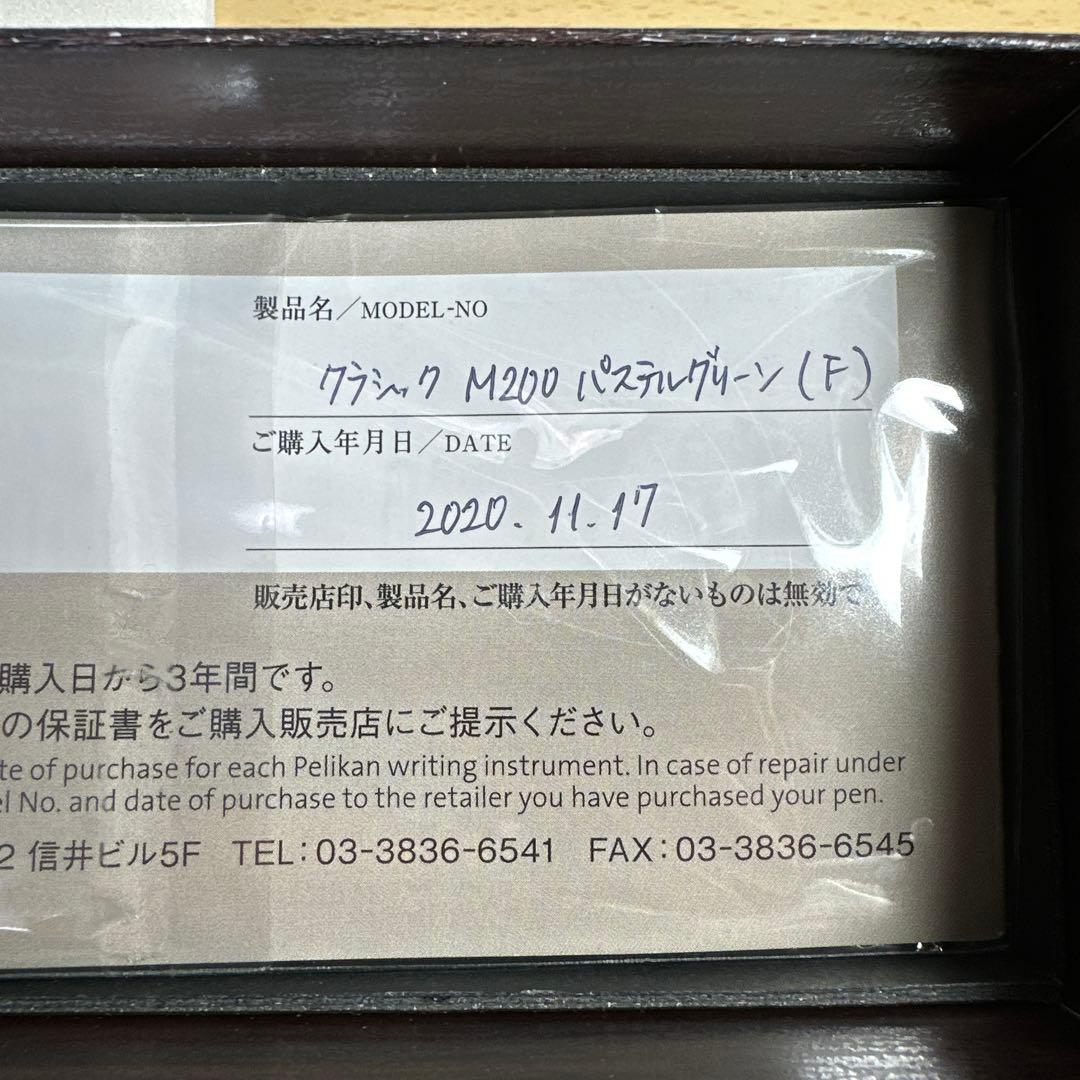 製品名／MODEL-NO
クラシック M200 パステルグリーン (F)
ご購入年月日／DATE
2020.11.17
販売店印、製品名、ご購入年月日がないものは無効で
購入日から3年間です。
の保証書をご購入販売店にご提示ください。
te of purchase for each Pelikan writing instrument. In case of repair under
el No. and date of purchase to the retailer you have purchased your pen.
2 信井ビル5F TEL:03-3836-6541 FAX:03-3836-6545